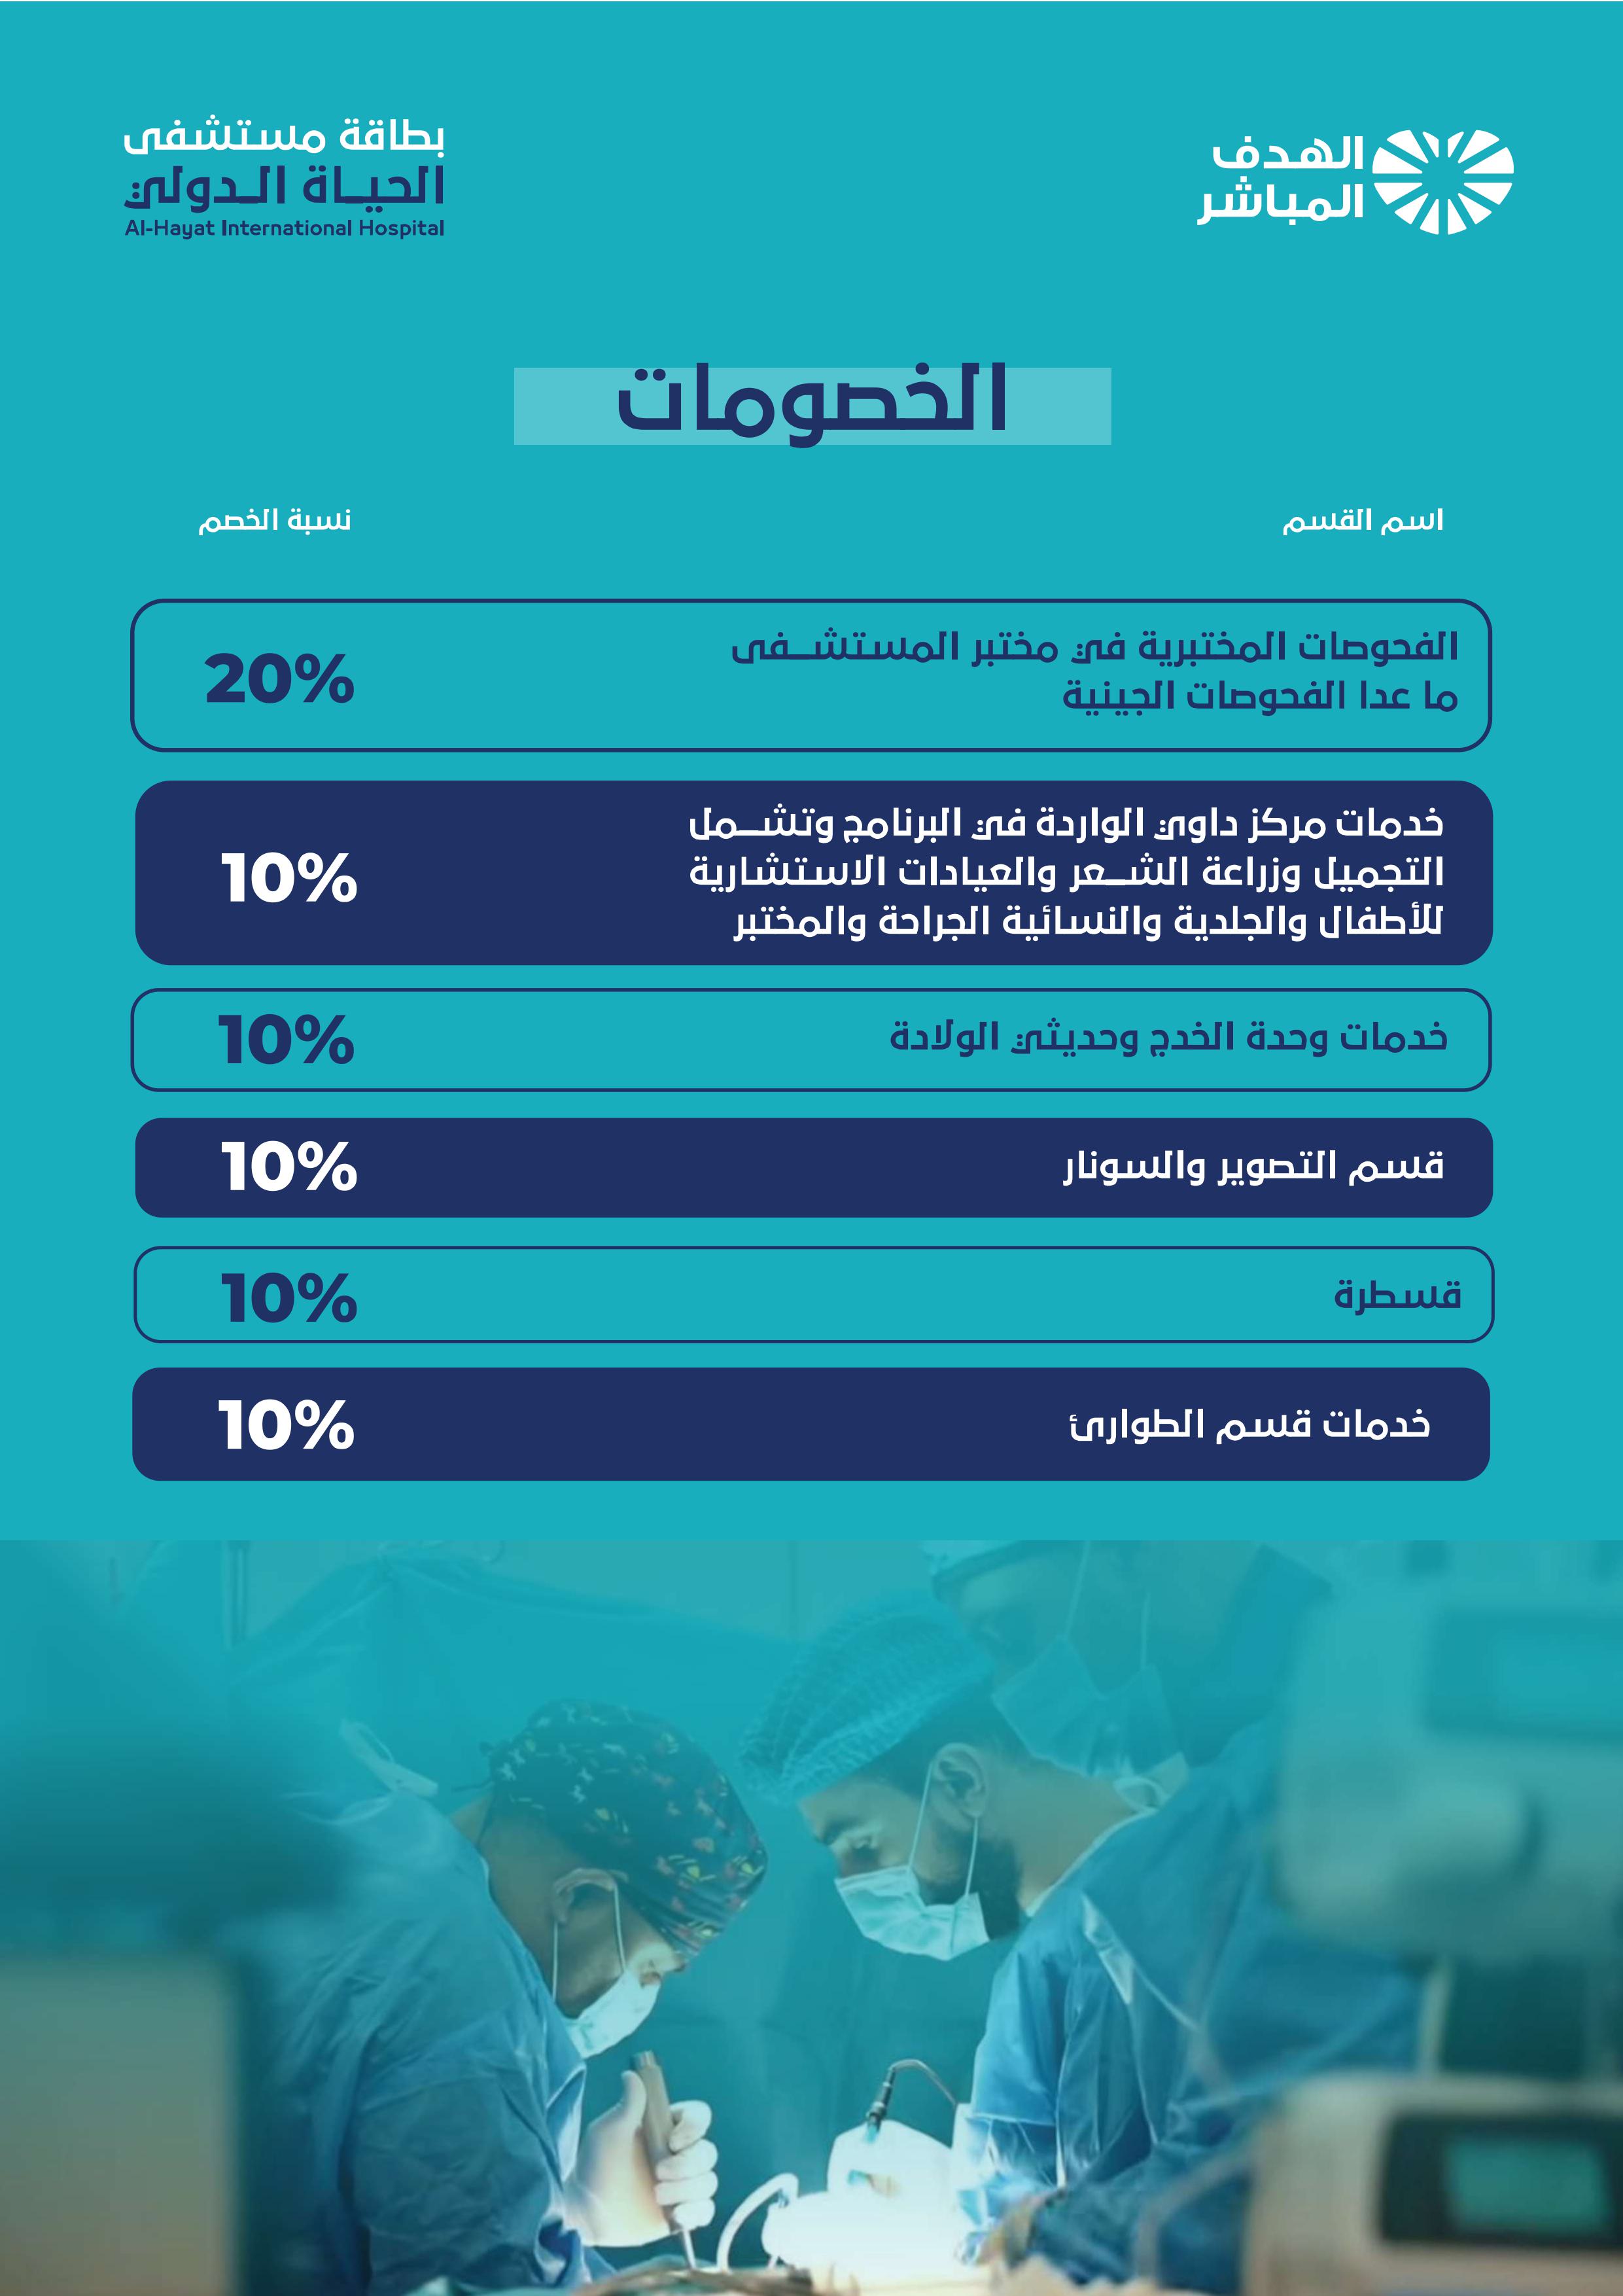 الهدف
المباشر
بطاقة مستشفى
الحياة الدولي
Al-Hayat International Hospital
الخصومات
اسم القسم
نسبة الخصم
الفحوصات المختبرية في مختبر المستشفى
ما عدا الفحوصات الجينية
20%
خدمات مركز داوي الواردة في البرنامج وتشمل
التجميل وزراعة الشعر والعيادات الاستشارية
للأطفال والجلدية والنسائية الجراحة والمختبر
10%
خدمات وحدة الخدج وحديثي الولادة
10%
قسم التصوير والسونار
10%
قسطرة
10%
خدمات قسم الطوارئ
10%